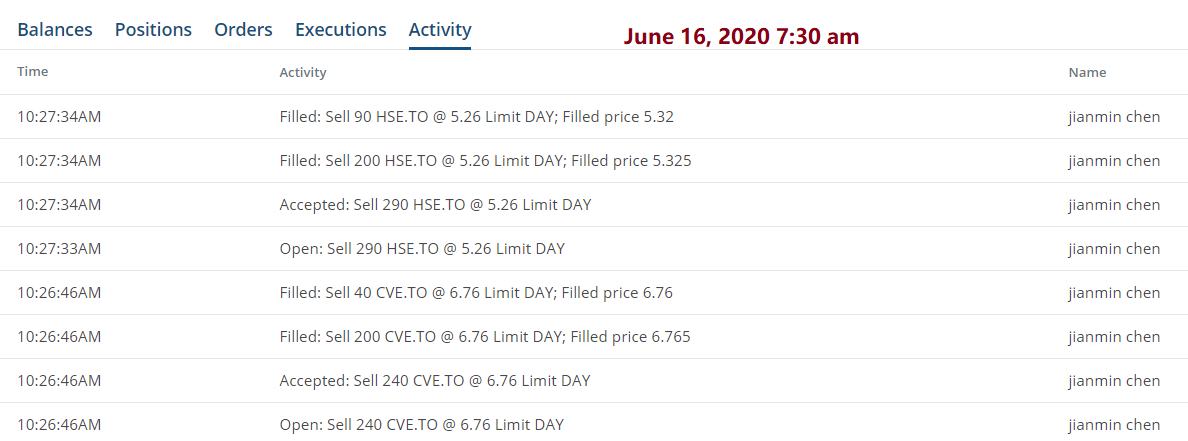 Balances Positions Orders Executions Activity June 16, 2020 7:30 am
Time Activity Name
10:27:34AM Filled: Sell 90 HSE.TO @ 5.26 Limit DAY; Filled price 5.32 jianmin chen
10:27:34AM Filled: Sell 200 HSE.TO @ 5.26 Limit DAY; Filled price 5.325 jianmin chen
10:27:34AM Accepted: Sell 290 HSE.TO @ 5.26 Limit DAY jianmin chen
10:27:33AM Open: Sell 290 HSE.TO @ 5.26 Limit DAY jianmin chen
10:26:46AM Filled: Sell 40 CVE.TO @ 6.76 Limit DAY; Filled price 6.76 jianmin chen
10:26:46AM Filled: Sell 200 CVE.TO @ 6.76 Limit DAY; Filled price 6.765 jianmin chen
10:26:46AM Accepted: Sell 240 CVE.TO @ 6.76 Limit DAY jianmin chen
10:26:46AM Open: Sell 240 CVE.TO @ 6.76 Limit DAY jianmin chen